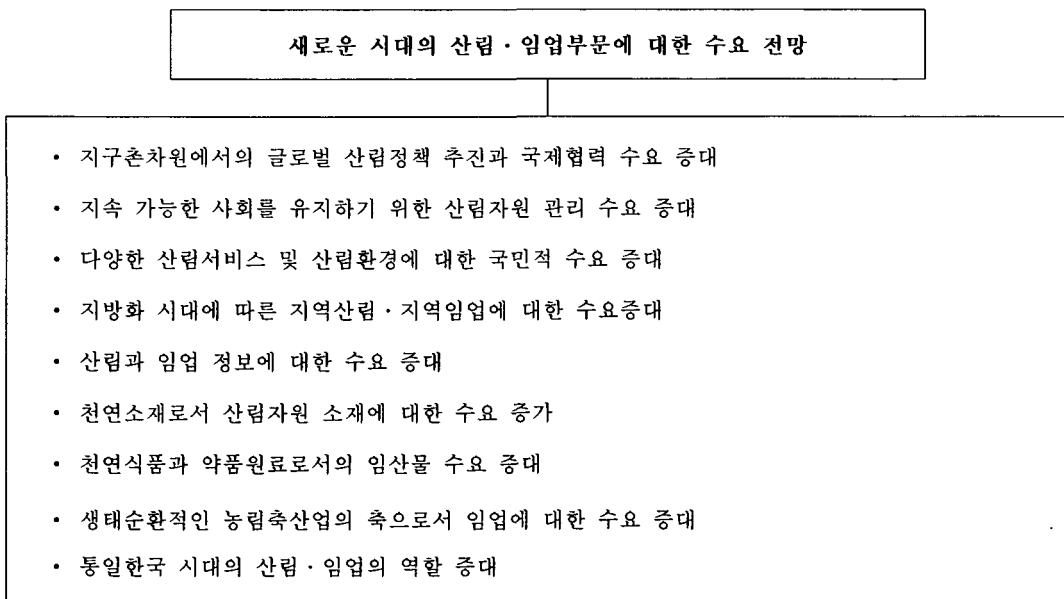 새로운 시대의 산림 · 임업부문에 대한 수요 전망
• 지구촌차원에서의 글로벌 산림정책 추진과 국제협력 수요 증대
• 지속 가능한 사회를 유지하기 위한 산림자원 관리 수요 증대
• 다양한 산림서비스 및 산림환경에 대한 국민적 수요 증대
• 지방화 시대에 따른 지역산림 · 지역임업에 대한 수요증대
• 산림과 임업 정보에 대한 수요 증대
• 천연소재로서 산림자원 소재에 대한 수요 증가
• 천연식품과 약품원료로서의 임산물 수요 증대
• 생태순환적인 농림축산업의 축으로서 임업에 대한 수요 증대
• 통일한국 시대의 산림 · 임업의 역할 증대